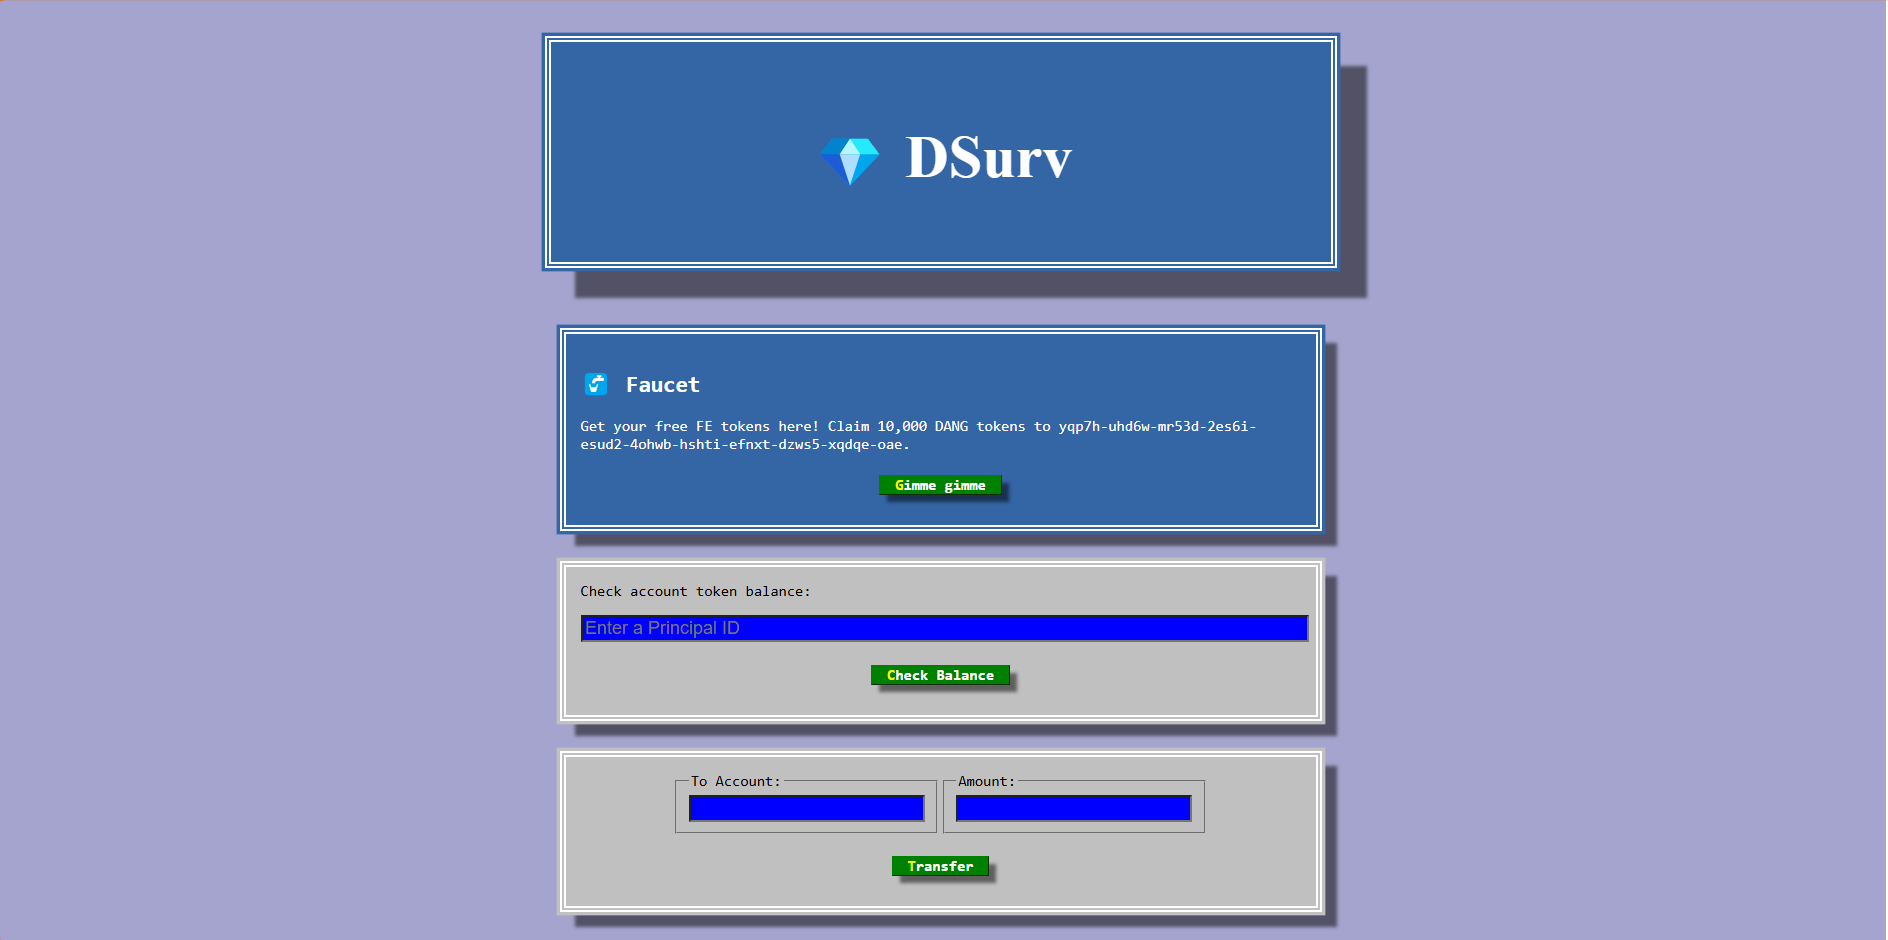 DSurv
Faucet
Get your free FE tokens here! Claim 10,000 DANG tokens to yqp7h-uhd6w-mr53d-2es6i-
esud2-4ohwb-hshti-efnxt-dzws5-xqdqe-oae.
Gimme gimme
Check account token balance:
Enter a Principal ID
Check Balance
To Account: Amount:
Transfer